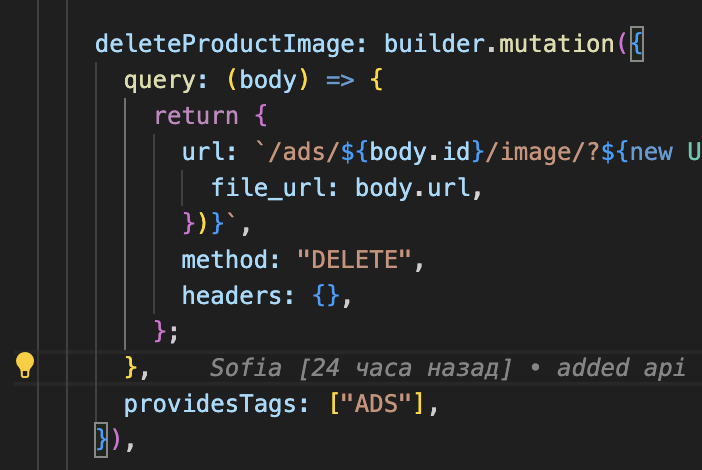 deleteProductImage: builder.mutation({
query: (body) => {
return {
url: `/ads/${body.id}/image/?${new U
file_url: body.url,
})}`,
method: "DELETE",
headers: {},
};
}, Sofia [24 часа назад] • added api
providesTags: ["ADS"],
}),